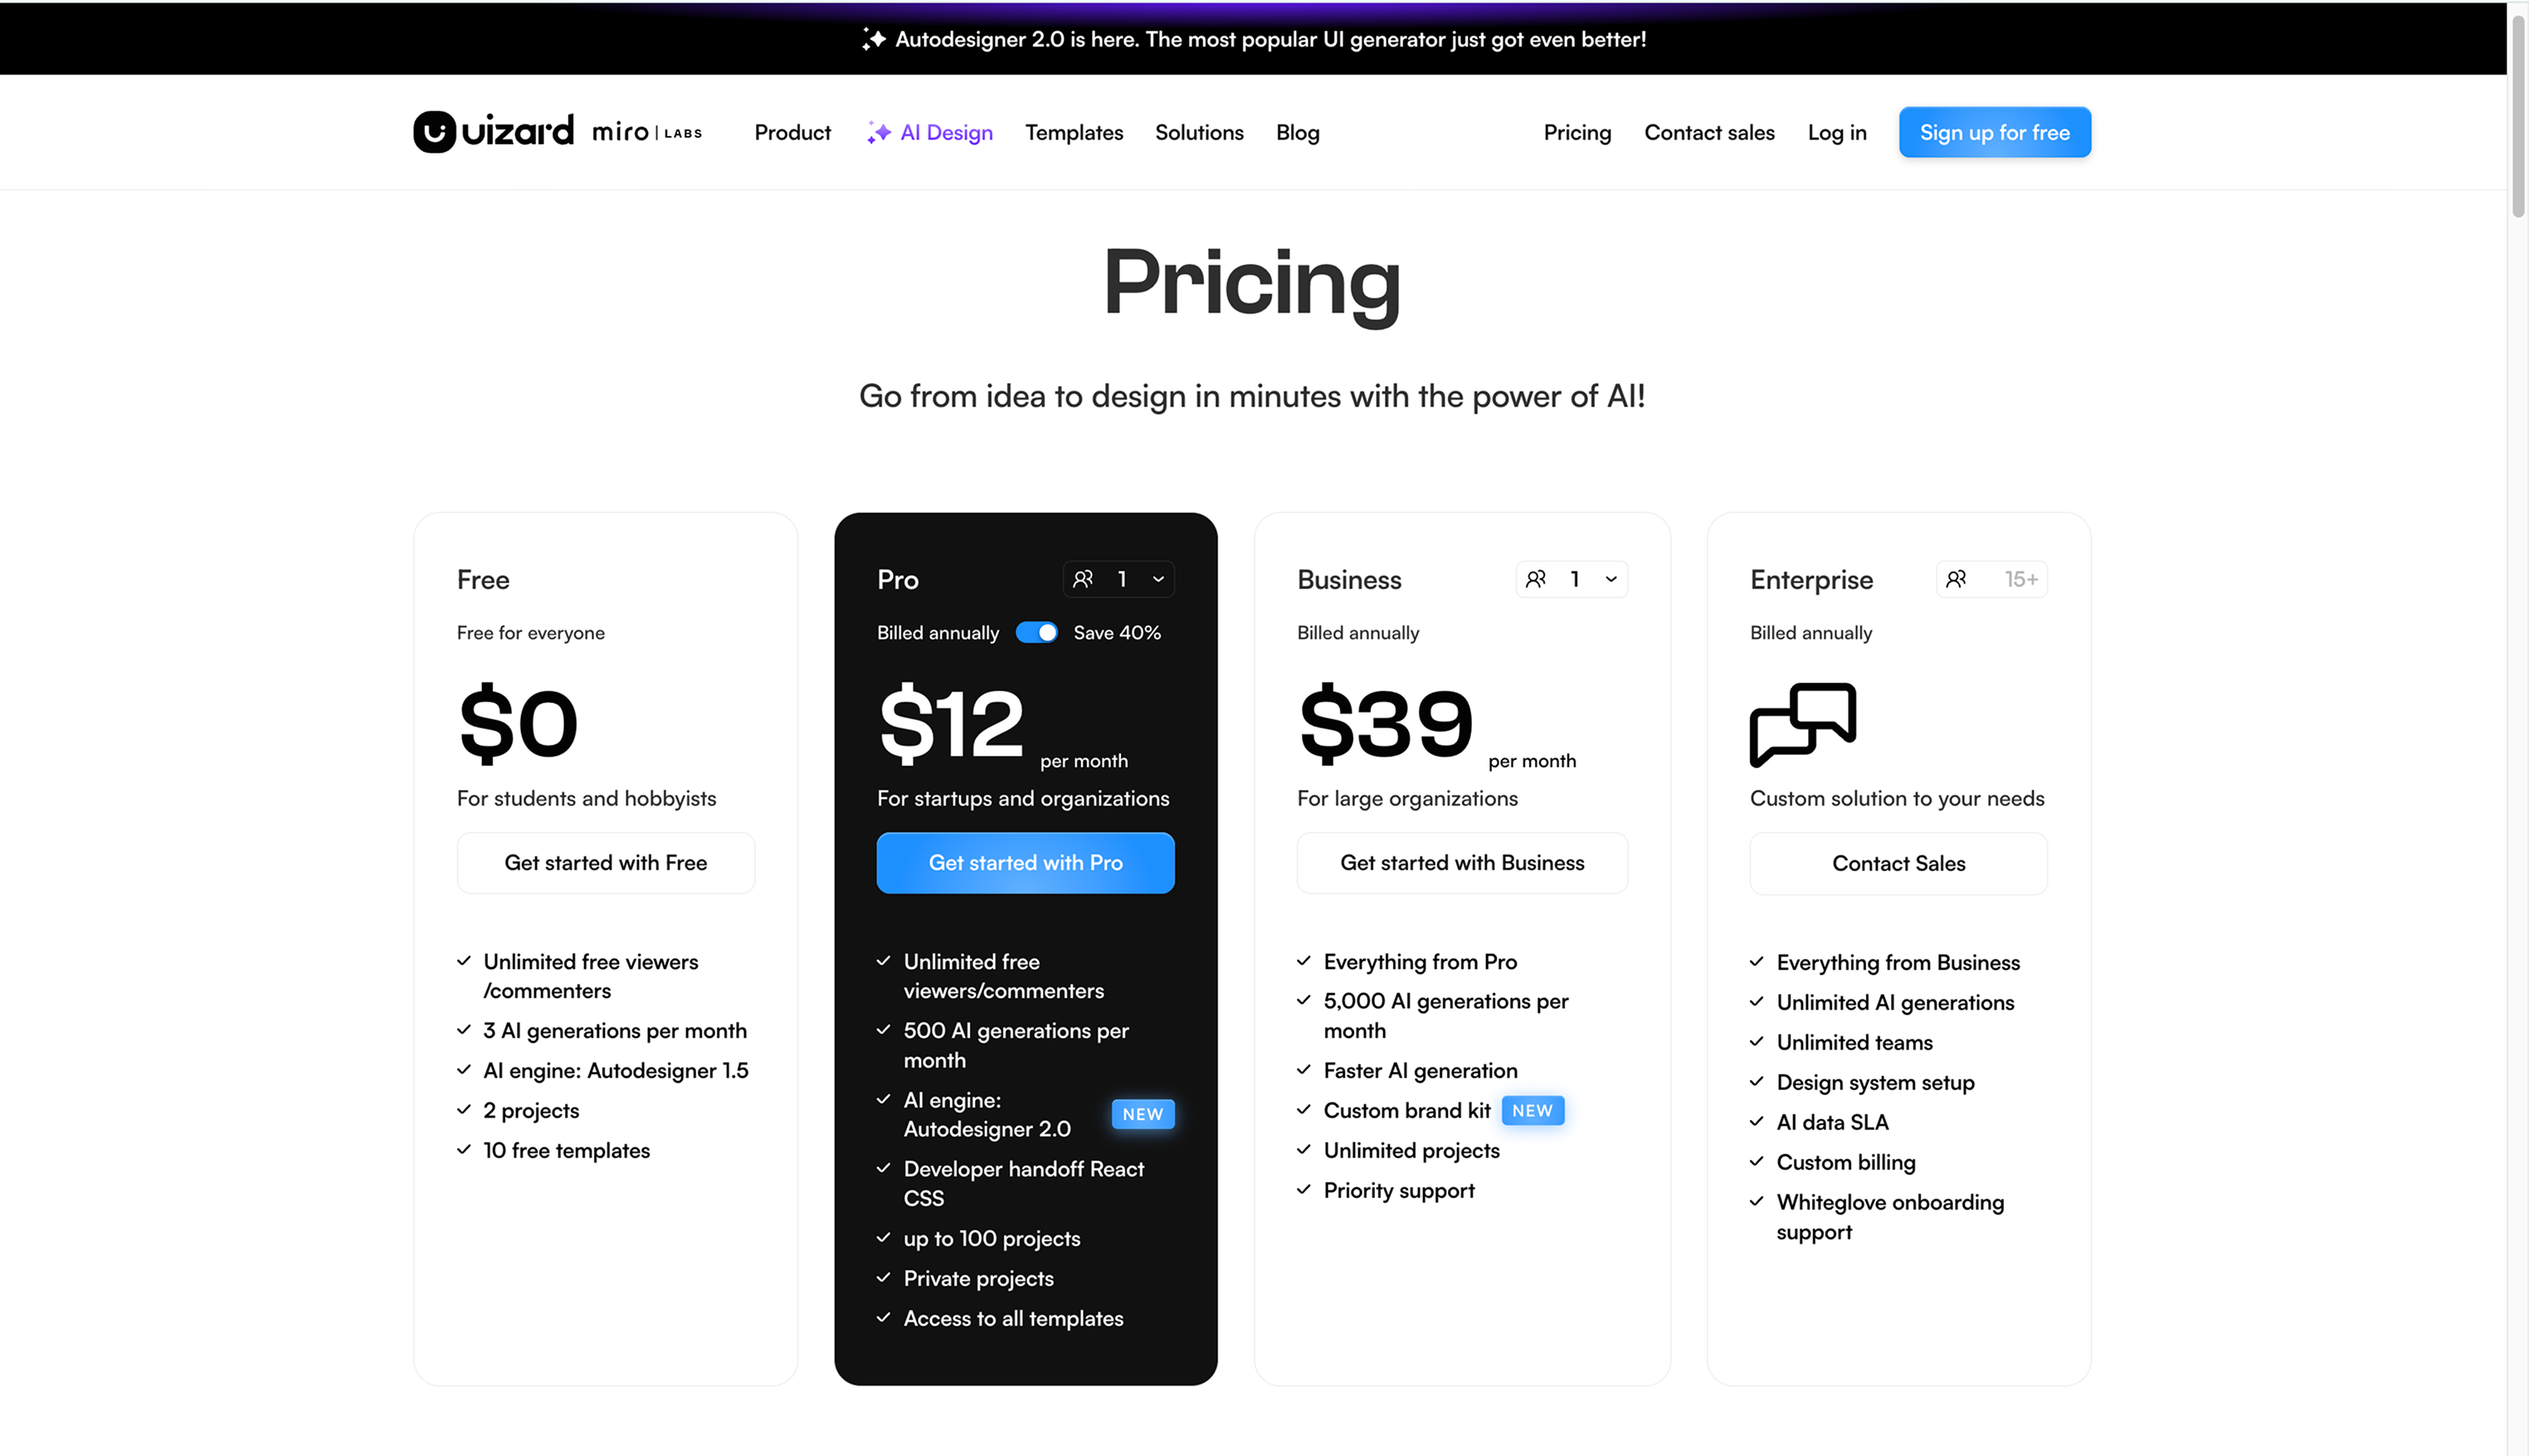 Autodesigner 2.0 is here. The most popular UI generator just got even better!
uizard miro | LABS Product AI Design Templates Solutions Blog Pricing Contact sales Log in Sign up for free
Pricing
Go from idea to design in minutes with the power of AI!
Free
Free for everyone
$0
For students and hobbyists
Get started with Free
Unlimited free viewers
/commenters
3 AI generations per month
AI engine: Autodesigner 1.5
2 projects
10 free templates
Pro 1
Billed annually Save 40%
$12 per month
For startups and organizations
Get started with Pro
Unlimited free
viewers/commenters
500 AI generations per
month
AI engine:
Autodesigner 2.0 NEW
Developer handoff React
CSS
up to 100 projects
Private projects
Access to all templates
Business 1
Billed annually
$39 per month
For large organizations
Get started with Business
Everything from Pro
5,000 AI generations per
month
Faster AI generation
Custom brand kit NEW
Unlimited projects
Priority support
Enterprise 15+
Billed annually
Custom solution to your needs
Contact Sales
Everything from Business
Unlimited AI generations
Unlimited teams
Design system setup
AI data SLA
Custom billing
Whiteglove onboarding
support